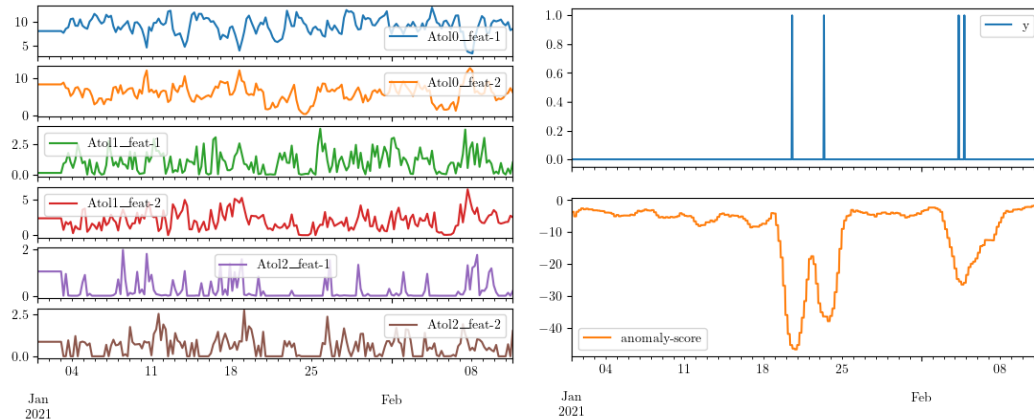 10
5
Atol0_feat-1
10
0
Atol0_feat-2
2.5
0.0
Atol1_feat-1
5
0
Atol1_feat-2
2
0
Atol2_feat-1
2.5
0.0
Atol2_feat-2
04 11 18 25 08
Jan Feb
2021
1.0
0.8
0.6
0.4
0.2
0.0
y
0
-10
-20
-30
-40
anomaly-score
04 11 18 25 08
Jan Feb
2021